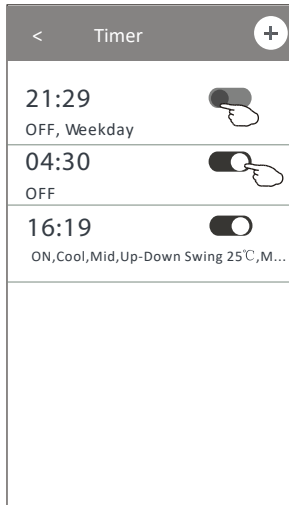 < Timer +
21:29
OFF, Weekday
04:30
OFF
16:19
ON,Cool,Mid,Up-Down Swing 25℃,M...